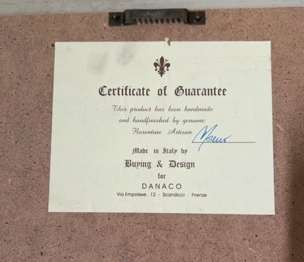 Certificate of Guarantee
This product has been handmade
and handfinished by genuine
Florentine Artisan
Made in Italy by
Buying & Design
for
DANACO
Via Empolese, 12 - Scandicci - Firenze